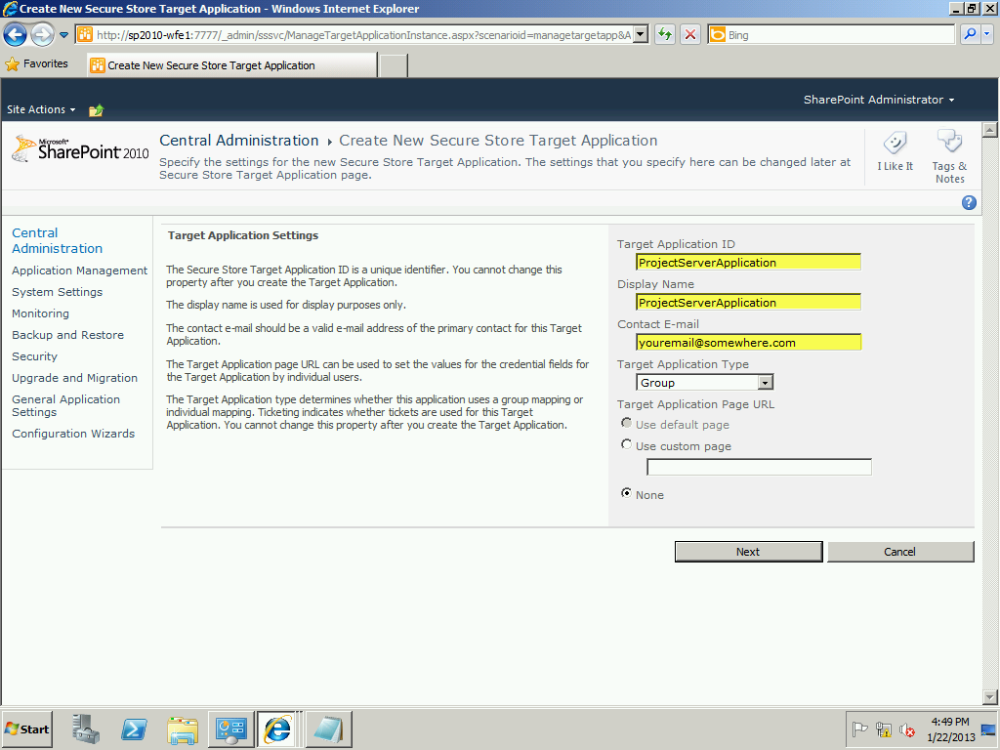 Create New Secure Store Target Application - Windows Internet Explorer
http://sp2010-wfe1:7777/_admin/sssvc/ManageTargetApplicationInstance.aspx?scenarioid=managetargetapp&A
Bing
Favorites
Create New Secure Store Target Application
SharePoint Administrator
Site Actions
Microsoft
SharePoint 2010
Central Administration
Create New Secure Store Target Application
Specify the settings for the new Secure Store Target Application. The settings that you specify here can be changed later at
Secure Store Target Application page.
I Like It
Tags &
Notes
Central
Administration
Application Management
System Settings
Monitoring
Backup and Restore
Security
Upgrade and Migration
General Application
Settings
Configuration Wizards
Target Application Settings
The Secure Store Target Application ID is a unique identifier. You cannot change this
property after you create the Target Application.
The display name is used for display purposes only.
The contact e-mail should be a valid e-mail address of the primary contact for this Target
Application.
The Target Application page URL can be used to set the values for the credential fields for
the Target Application by individual users.
The Target Application type determines whether this application uses a group mapping or
individual mapping. Ticketing indicates whether tickets are used for this Target
Application. You cannot change this property after you create the Target Application.
Target Application ID
ProjectServerApplication
Display Name
ProjectServerApplication
Contact E-mail
youremail@somewhere.com
Target Application Type
Group
Target Application Page URL
Use default page
Use custom page
None
Next
Cancel
Start
4:49 PM
1/22/2013